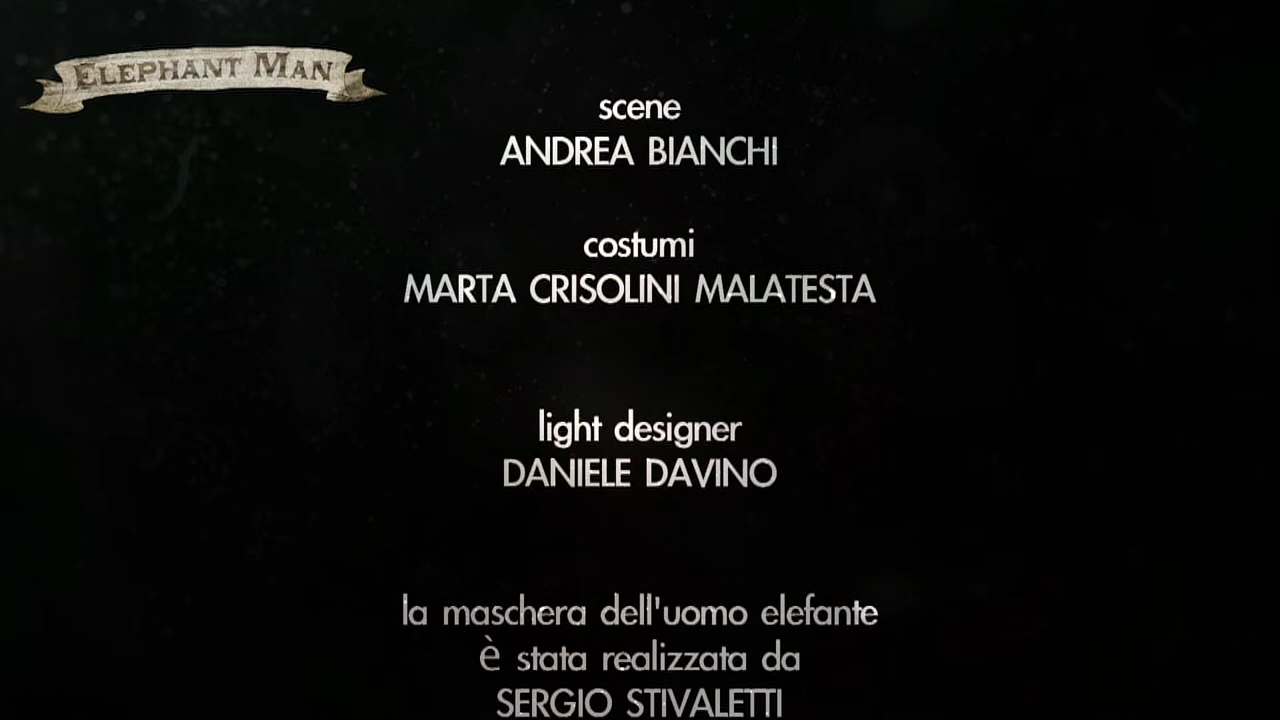 ELEPHANT MAN
scene
ANDREA BIANCHI
costumi
MARTA CRISOLINI MALATESTA
light designer
DANIELE DAVINO
la maschera dell'uomo elefante
è stata realizzata da
SERGIO STIVALETTI